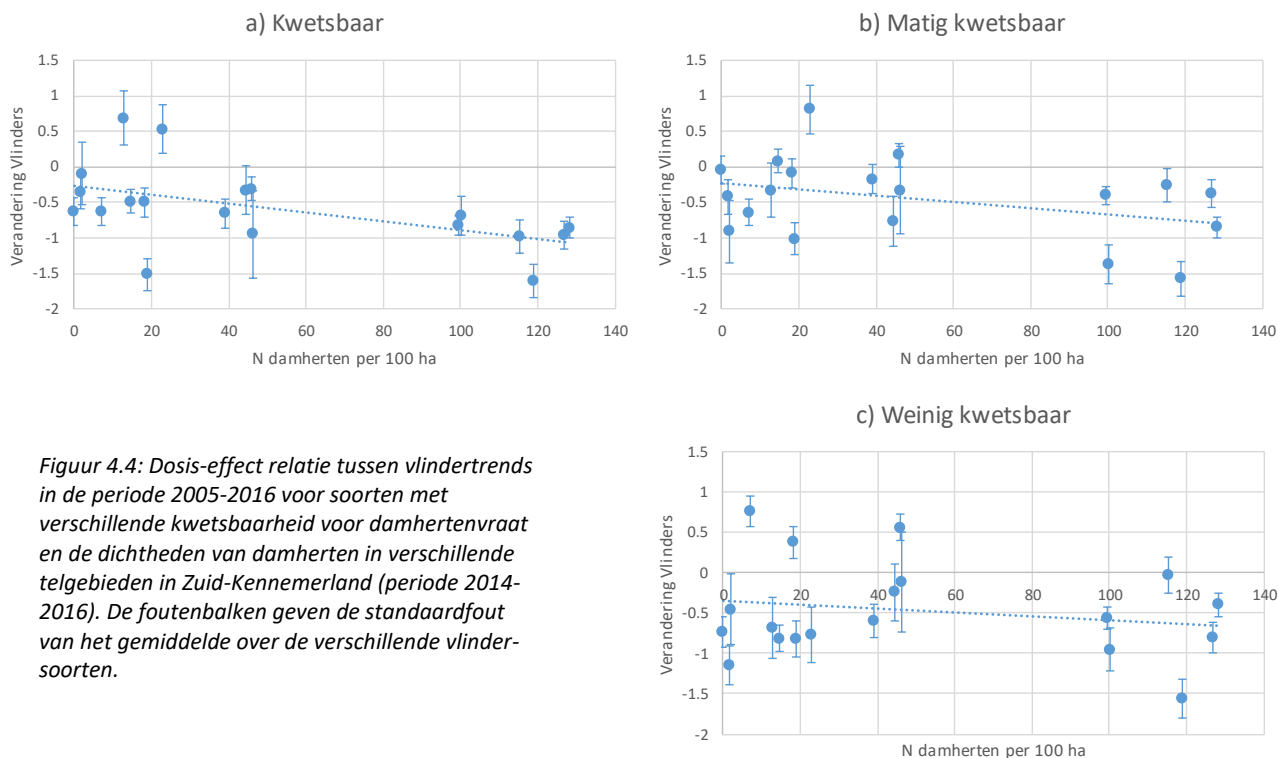 a) Kwetsbaar
Verandering Vlinders
1.5
1
0.5
0
-0.5
-1
-1.5
-2
0 20 40 60 80 100 120 140
N damherten per 100 ha
b) Matig kwetsbaar
Verandering Vlinders
1.5
1
0.5
0
-0.5
-1
-1.5
-2
0 20 40 60 80 100 120 140
N damherten per 100 ha
Figuur 4.4: Dosis-effect relatie tussen vlindertrends
in de periode 2005-2016 voor soorten met
verschillende kwetsbaarheid voor damhertenvraat
en de dichtheden van damherten in verschillende
telgebieden in Zuid-Kennemerland (periode 2014-
2016). De foutenbalken geven de standaardfout
van het gemiddelde over de verschillende vlinder-
soorten.
c) Weinig kwetsbaar
Verandering Vlinders
1.5
1
0.5
0
-0.5
-1
-1.5
-2
0 20 40 60 80 100 120 140
N damherten per 100 ha